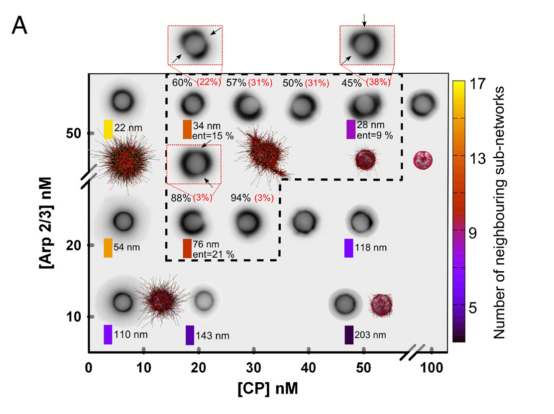 A
60% (22%) 57% (31%) 50% (31%) 45% (38%)
17
50
22 nm
34 nm
ent=15 %
28 nm
ent=9 %
13
[Arp 2/3] nM
Number of neighbouring sub-networks
88% (3%) 94% (3%)
9
20
54 nm
76 nm
ent=21 %
118 nm
5
10
110 nm
143 nm
203 nm
0 10 20 30 40 50 100
[CP] nM